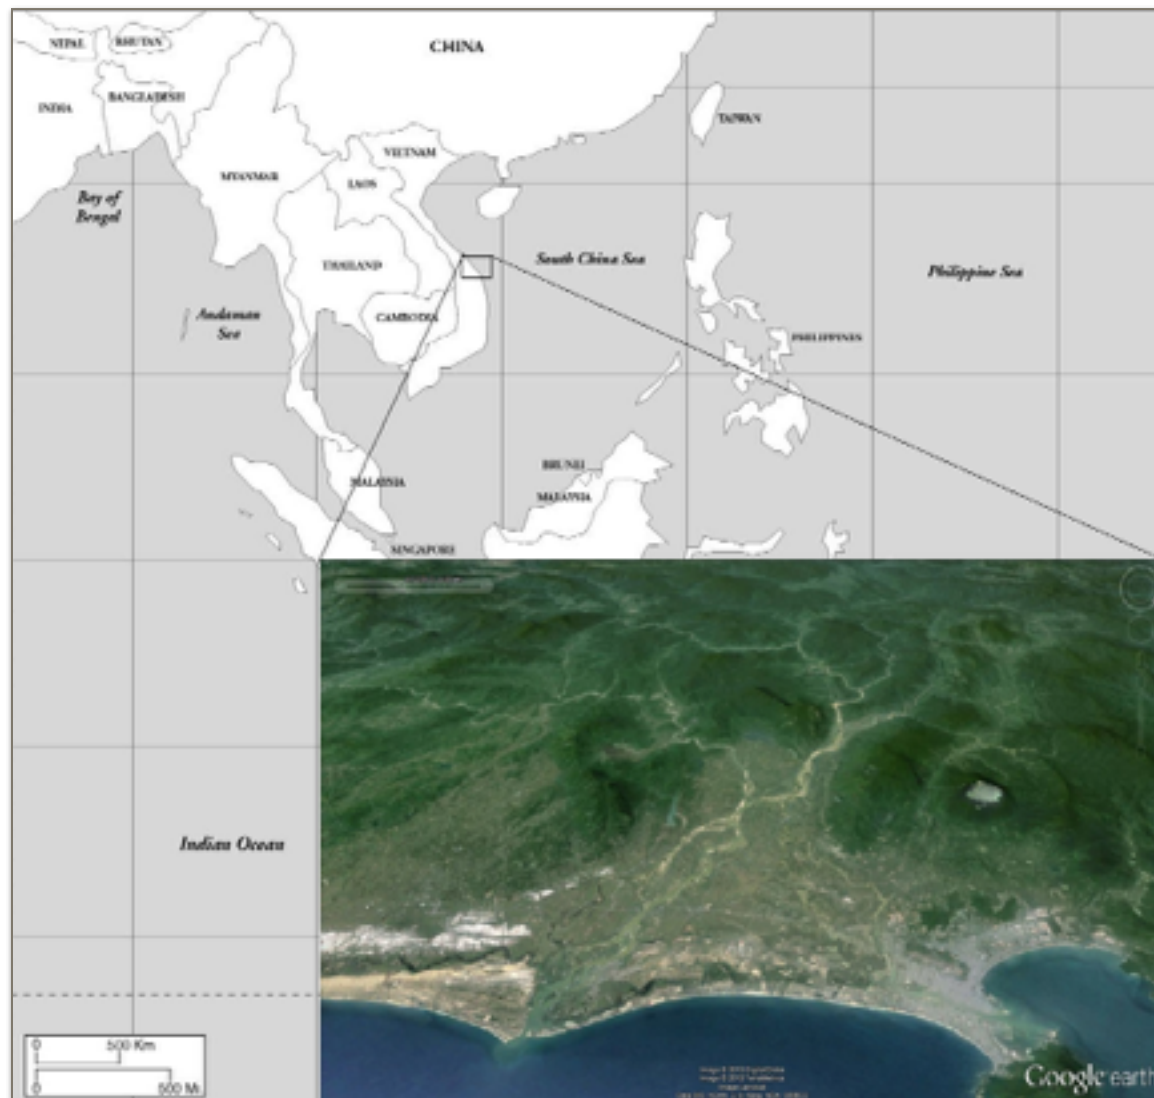 CHINA
NEPAL
BHUTAN
INDIA
BANGLADESH
TAIWAN
VIETNAM
MYANMAR
LAOS
Bay of
Bengal
South China Sea
Philippine Sea
THAILAND
Andaman
Sea
CAMBODIA
PHILIPPINES
BRUNEI
MALAYSIA
MALAYSIA
SINGAPORE
Indian Ocean
0 500 Km
0 500 Mi.
Google earth